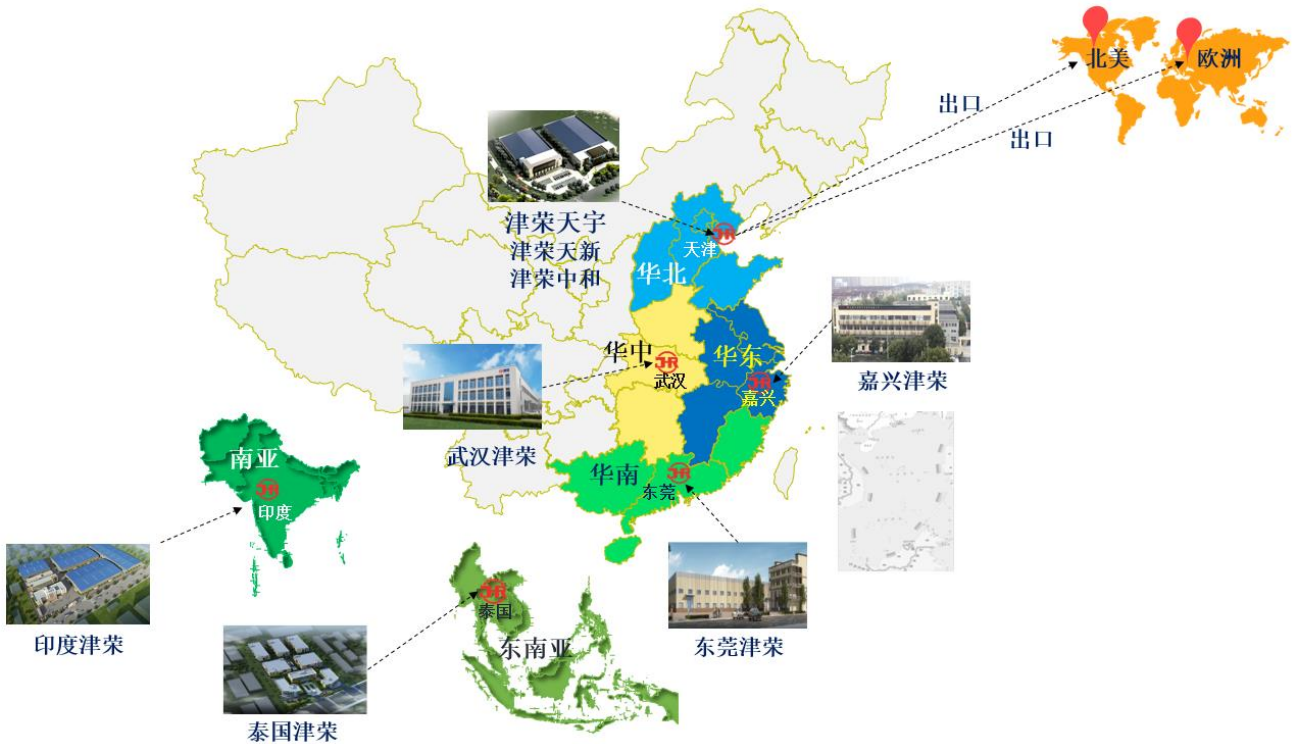 北美
欧洲
出口
出口
津荣天宇
津荣天新
津荣中和
天津
华北
华中
武汉
华东
嘉兴
嘉兴津荣
武汉津荣
华南
东莞
南亚
印度
印度津荣
泰国
东南亚
东莞津荣
泰国津荣